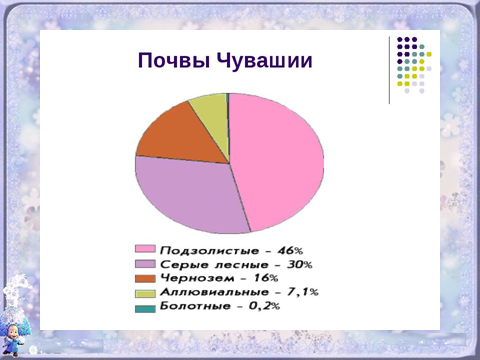 Почвы Чувашии
Подзолистые - 46%
Серые лесные - 30%
Чернозем - 16%
Аллювиальные - 7,1%
Болотные - 0,2%